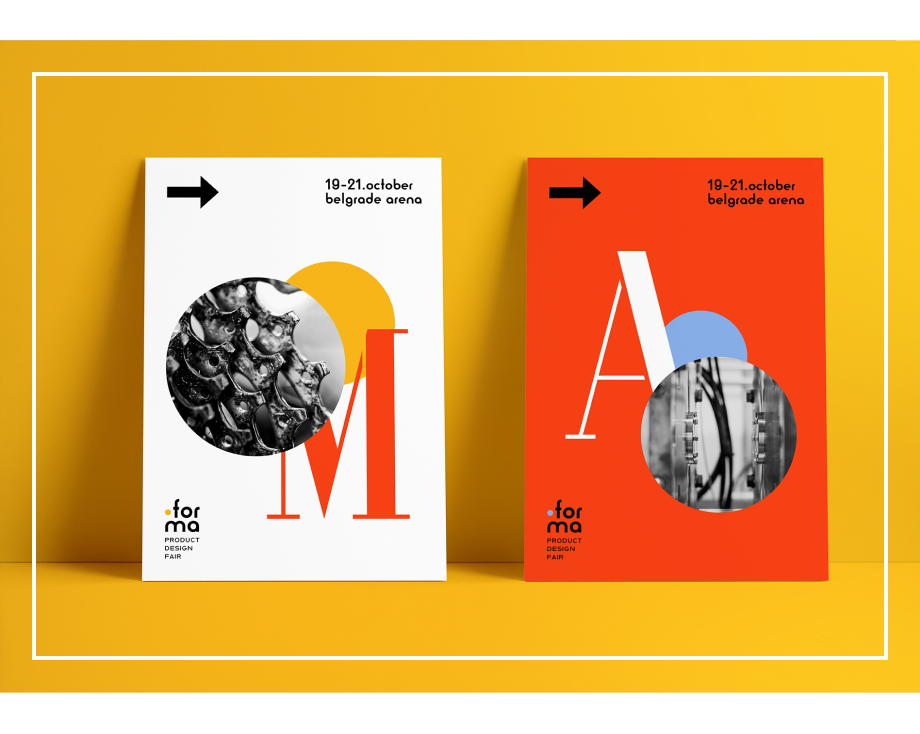 19-21.october
belgrade arena
M
.for
ma
PRODUCT
DESIGN
FAIR
19-21.october
belgrade arena
A
.for
ma
PRODUCT
DESIGN
FAIR